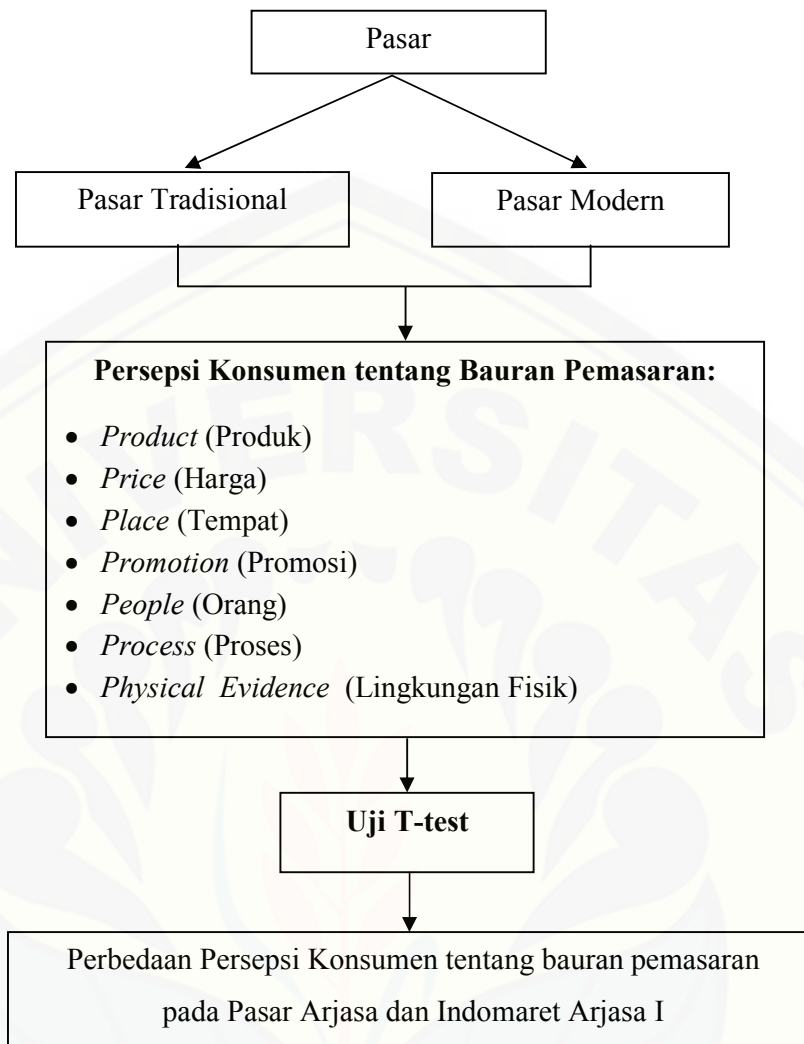 Pasar
Pasar Tradisional
Pasar Modern
Persepsi Konsumen tentang Bauran Pemasaran:
• Product (Produk)
• Price (Harga)
• Place (Tempat)
• Promotion (Promosi)
• People (Orang)
• Process (Proses)
• Physical Evidence (Lingkungan Fisik)
Uji T-test
Perbedaan Persepsi Konsumen tentang bauran pemasaran
pada Pasar Arjasa dan Indomaret Arjasa I
UNIVERSITAS